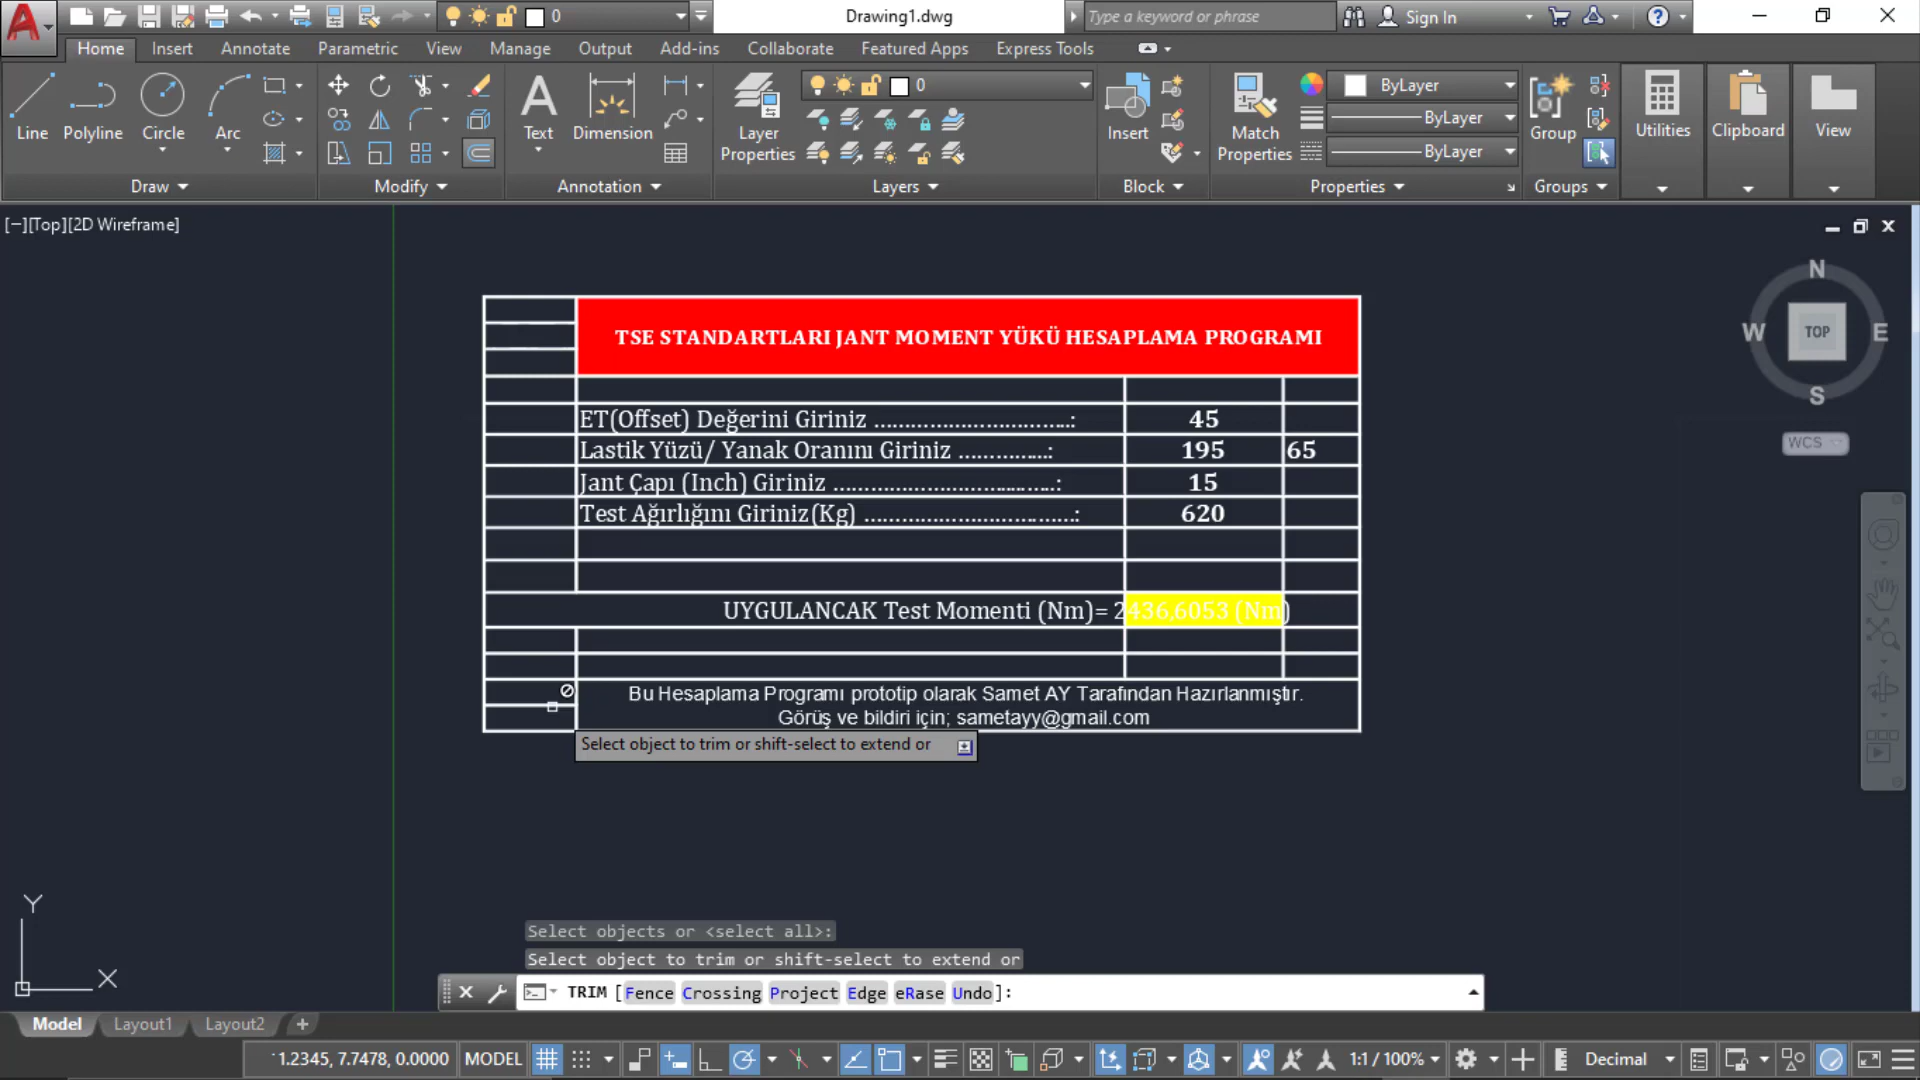 0 Drawing1.dwg Type a keyword or phrase Sign In
Home Insert Annotate Parametric View Manage Output Add-ins Collaborate Featured Apps Express Tools
0 ByLayer
ByLayer
Line Polyline Circle Arc Text Dimension Layer Properties Insert Match Properties Group Utilities Clipboard View
ByLayer
Draw Modify Annotation Layers Block Properties Groups
[−][Top][2D Wireframe]
N
W TOP E
S
WCS
TSE STANDARTLARI JANT MOMENT YÜKÜ HESAPLAMA PROGRAMI
ET(Offset) Değerini Giriniz ...................................: 45
Lastik Yüzü/ Yanak Oranını Giriniz ................: 195 65
Jant Çapı (Inch) Giriniz ........................................: 15
Test Ağırlığını Giriniz(Kg) .....................................: 620
UYGULANCAK Test Momenti (Nm)= 2436,6053 (Nm)
Bu Hesaplama Programı prototip olarak Samet AY Tarafından Hazırlanmıştır.
Görüş ve bildiri için; sametayy@gmail.com
Select object to trim or shift-select to extend or
Y
X
Select objects or <select all>:
Select object to trim or shift-select to extend or
TRIM [Fence Crossing Project Edge eRase Undo]:
Model Layout1 Layout2 +
1.2345, 7.7478, 0.0000 MODEL 1:1 / 100% Decimal